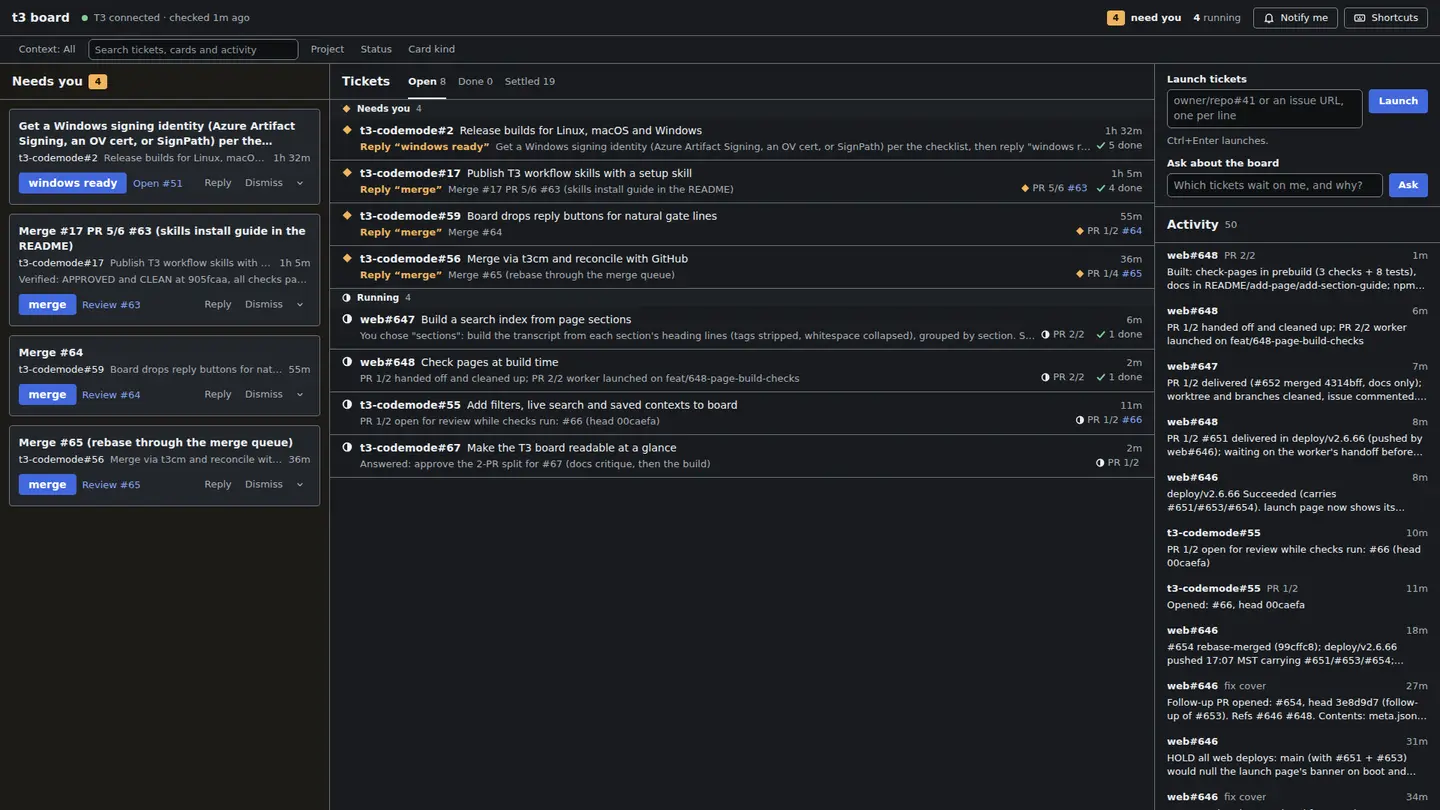 t3 board
T3 connected · checked 1m ago
4 need you
4 running
Notify me
Shortcuts
Context: All
Search tickets, cards and activity
Project
Status
Card kind
Needs you 4
Get a Windows signing identity (Azure Artifact
Signing, an OV cert, or SignPath) per the…
t3-codemode#2 Release builds for Linux, macO… 1h 32m
windows ready Open #51 Reply Dismiss
Merge #17 PR 5/6 #63 (skills install guide in the
README)
t3-codemode#17 Publish T3 workflow skills with … 1h 5m
Verified: APPROVED and CLEAN at 905fcaa, all checks pa…
merge Review #63 Reply Dismiss
Merge #64
t3-codemode#59 Board drops reply buttons for nat… 55m
merge Review #64 Reply Dismiss
Merge #65 (rebase through the merge queue)
t3-codemode#56 Merge via t3cm and reconcile wit… 36m
merge Review #65 Reply Dismiss
Tickets Open 8 Done 0 Settled 19
Needs you 4
t3-codemode#2 Release builds for Linux, macOS and Windows 1h 32m
Reply “windows ready” Get a Windows signing identity (Azure Artifact Signing, an OV cert, or SignPath) per the checklist, then reply "windows r… 5 done
t3-codemode#17 Publish T3 workflow skills with a setup skill 1h 5m
Reply “merge” Merge #17 PR 5/6 #63 (skills install guide in the README) PR 5/6 #63 4 done
t3-codemode#59 Board drops reply buttons for natural gate lines 55m
Reply “merge” Merge #64 PR 1/2 #64
t3-codemode#56 Merge via t3cm and reconcile with GitHub 36m
Reply “merge” Merge #65 (rebase through the merge queue) PR 1/4 #65
Running 4
web#647 Build a search index from page sections 6m
You chose "sections": build the transcript from each section's heading lines (tags stripped, whitespace collapsed), grouped by section. S… PR 2/2 1 done
web#648 Check pages at build time 2m
PR 1/2 handed off and cleaned up; PR 2/2 worker launched on feat/648-page-build-checks PR 2/2 1 done
t3-codemode#55 Add filters, live search and saved contexts to board 11m
PR 1/2 open for review while checks run: #66 (head 00caefa) PR 1/2 #66
t3-codemode#67 Make the T3 board readable at a glance 2m
Answered: approve the 2-PR split for #67 (docs critique, then the build) PR 1/2
Launch tickets
owner/repo#41 or an issue URL,
one per line
Launch
Ctrl+Enter launches.
Ask about the board
Which tickets wait on me, and why?
Ask
Activity 50
web#648 PR 2/2 1m
Built: check-pages in prebuild (3 checks + 8 tests),
docs in README/add-page/add-section-guide; npm…
web#648 6m
PR 1/2 handed off and cleaned up; PR 2/2 worker
launched on feat/648-page-build-checks
web#647 7m
PR 1/2 delivered (#652 merged 4314bff, docs only);
worktree and branches cleaned, issue commented.…
web#648 8m
PR 1/2 #651 delivered in deploy/v2.6.66 (pushed by
web#646); waiting on the worker's handoff before…
web#646 8m
deploy/v2.6.66 Succeeded (carries
#651/#653/#654). launch page now shows its…
t3-codemode#55 10m
PR 1/2 open for review while checks run: #66 (head
00caefa)
t3-codemode#55 PR 1/2 11m
Opened: #66, head 00caefa
web#646 18m
#654 rebase-merged (99cffc8); deploy/v2.6.66
pushed 17:07 MST carrying #651/#653/#654;…
web#646 fix cover 27m
Follow-up PR opened: #654, head 3e8d9d7 (follow-
up of #653). Refs #646 #648. Contents: meta.json…
web#646 31m
HOLD all web deploys: main (with #651 + #653)
would null the launch page's banner on boot and…
web#646 fix cover 34m